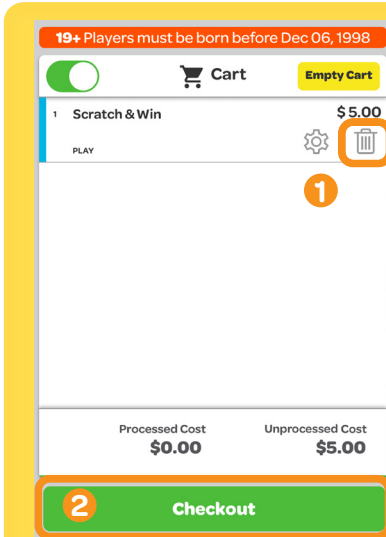 19+ Players must be born before Dec 06, 1998
Cart
Empty Cart
1 Scratch & Win $5.00
PLAY
1
Processed Cost Unprocessed Cost
$0.00 $5.00
2 Checkout